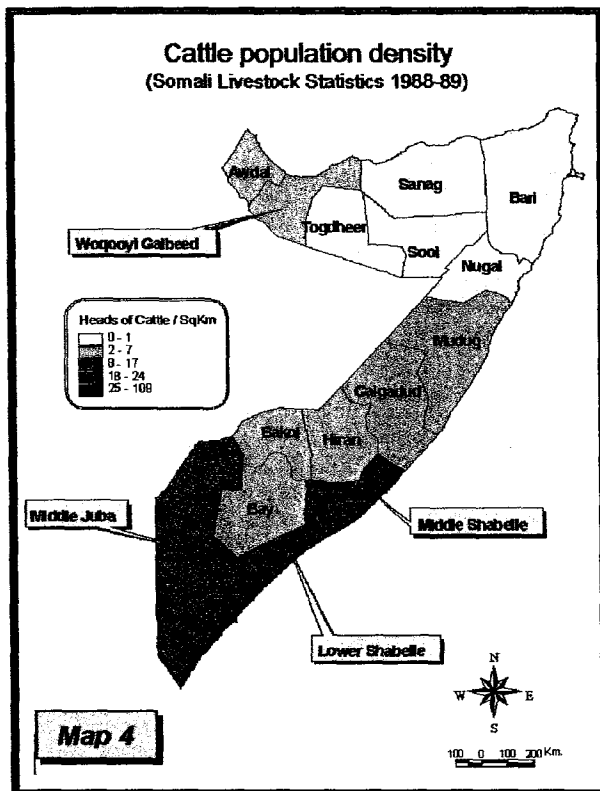 Cattle population density
(Somali Livestock Statistics 1988-89)
Awdal
Sanag
Bari
Woqooyi Galbeed
Togdheer
Sool
Nugal
Heads of Cattle / SqKm
0 - 1
2 - 7
8 - 17
18 - 24
25 - 108
Mudug
Galgadud
Bakol
Hiran
Bay
Middle Juba
Middle Shabelle
Lower Shabelle
Map 4
N
W E
S
100 0 100 200 Km.